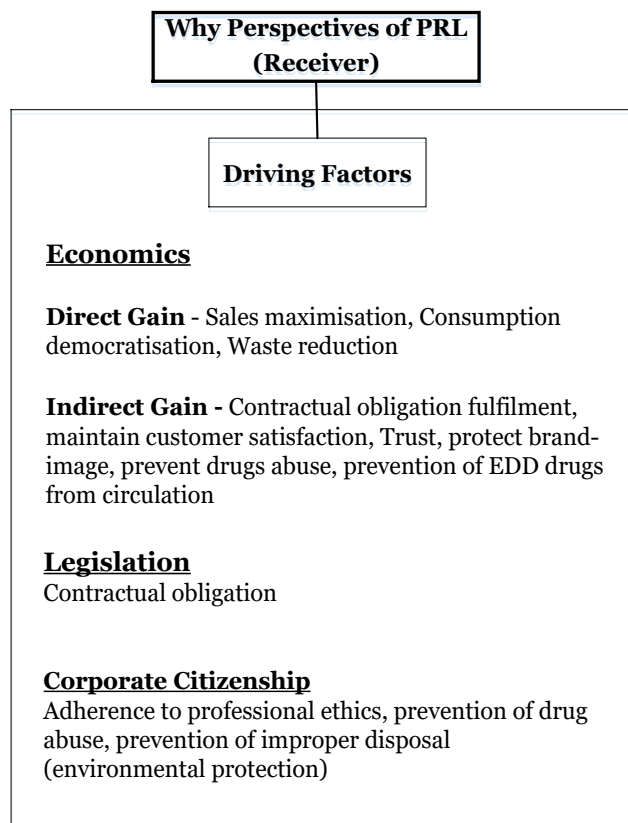 Why Perspectives of PRL
(Receiver)
Driving Factors
Economics
Direct Gain - Sales maximisation, Consumption
democratisation, Waste reduction
Indirect Gain - Contractual obligation fulfilment,
maintain customer satisfaction, Trust, protect brand-
image, prevent drugs abuse, prevention of EDD drugs
from circulation
Legislation
Contractual obligation
Corporate Citizenship
Adherence to professional ethics, prevention of drug
abuse, prevention of improper disposal
(environmental protection)